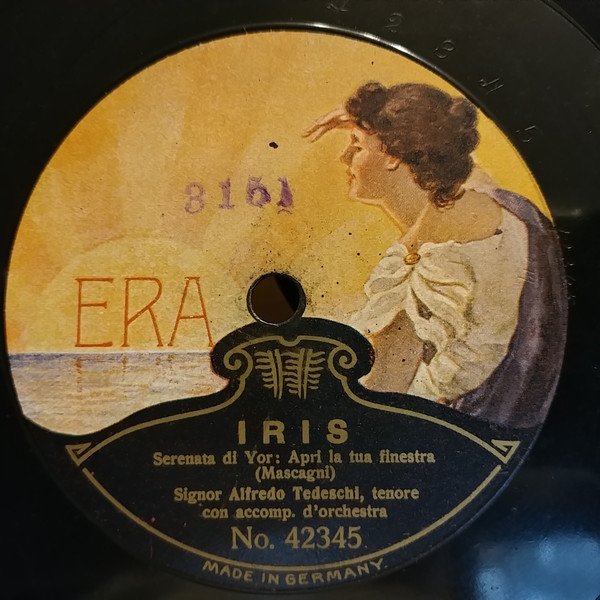 3151
ERA
IRIS
Serenata di Yor: Apri la tua finestra
(Mascagni)
Signor Alfredo Tedeschi, tenore
con accomp. d'orchestra
No. 42345
MADE IN GERMANY.